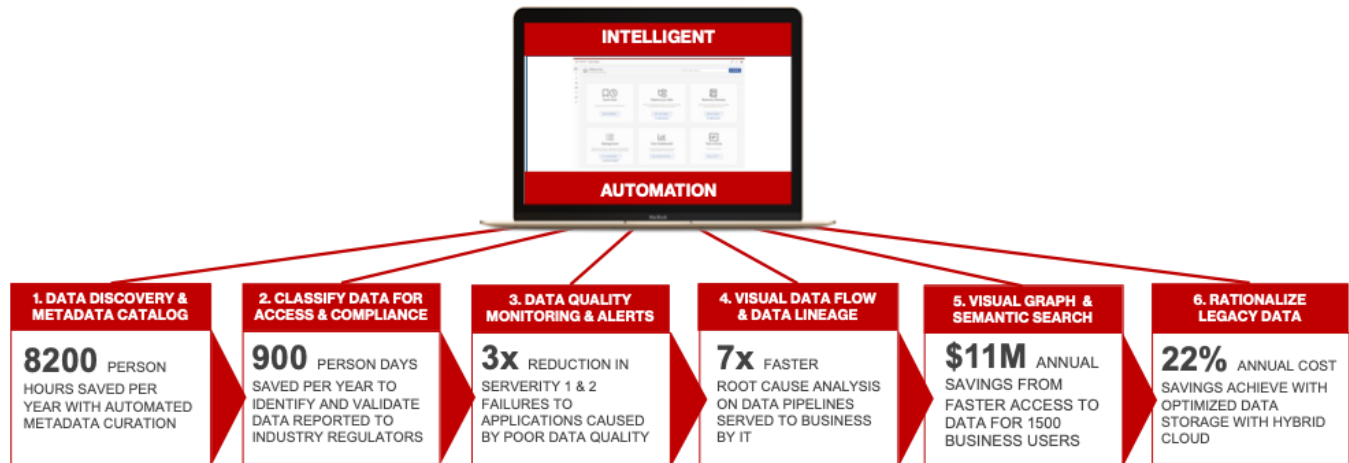 INTELLIGENT
AUTOMATION
MacBook
1. DATA DISCOVERY &
METADATA CATALOG
8200 PERSON
HOURS SAVED PER
YEAR WITH AUTOMATED
METADATA CURATION
2. CLASSIFY DATA FOR
ACCESS & COMPLIANCE
900 PERSON DAYS
SAVED PER YEAR TO
IDENTIFY AND VALIDATE
DATA REPORTED TO
INDUSTRY REGULATORS
3. DATA QUALITY
MONITORING & ALERTS
3x REDUCTION IN
SERVERITY 1 & 2
FAILURES TO
APPLICATIONS CAUSED
BY POOR DATA QUALITY
4. VISUAL DATA FLOW
& DATA LINEAGE
7x FASTER
ROOT CAUSE ANALYSIS
ON DATA PIPELINES
SERVED TO BUSINESS
BY IT
5. VISUAL GRAPH &
SEMANTIC SEARCH
$11M ANNUAL
SAVINGS FROM
FASTER ACCESS TO
DATA FOR 1500
BUSINESS USERS
6. RATIONALIZE
LEGACY DATA
22% ANNUAL COST
SAVINGS ACHIEVE WITH
OPTIMIZED DATA
STORAGE WITH HYBRID
CLOUD